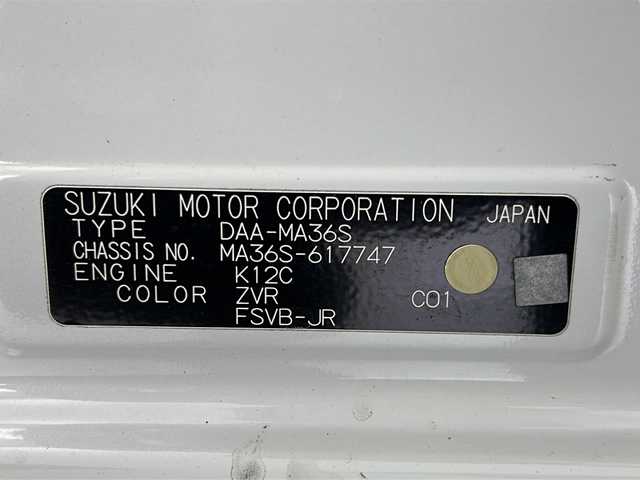 SUZUKI MOTOR CORPORATION JAPAN
TYPE DAA-MA36S
CHASSIS NO. MA36S-617747
ENGINE K12C
COLOR ZVR C01
FSVB-JR